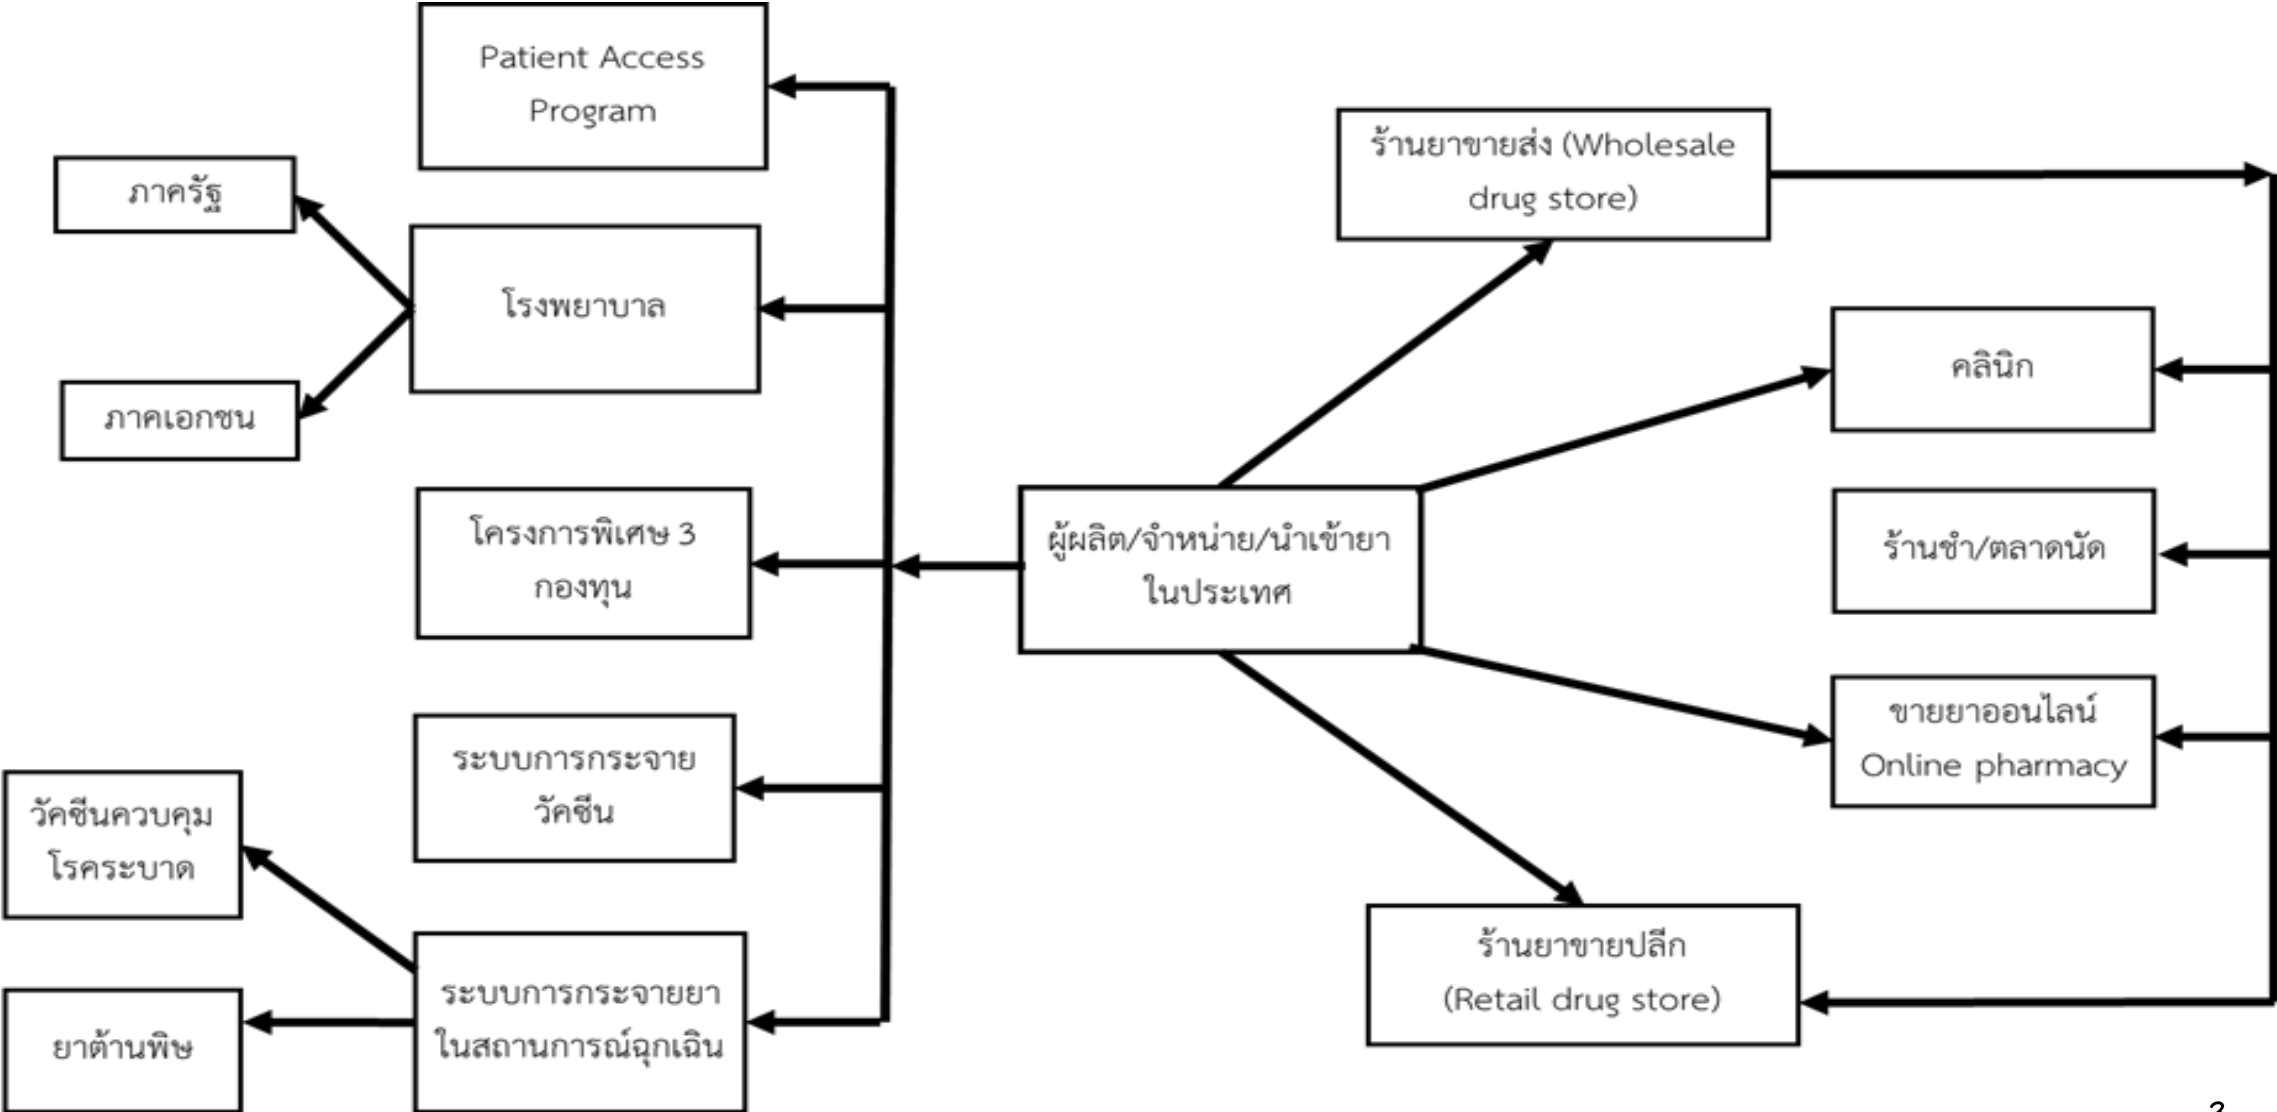 Patient Access
Program
ภาครัฐ
โรงพยาบาล
ภาคเอกชน
โครงการพิเศษ 3
กองทุน
ระบบการกระจาย
วัคซีน
วัคซีนควบคุม
โรคระบาด
ระบบการกระจายยา
ในสถานการณ์ฉุกเฉิน
ยาต้านพิษ
ผู้ผลิต/จำหน่าย/นำเข้ายา
ในประเทศ
ร้านยาขายส่ง (Wholesale
drug store)
คลินิก
ร้านชำ/ตลาดนัด
ขายยาออนไลน์
Online pharmacy
ร้านยาขายปลีก
(Retail drug store)